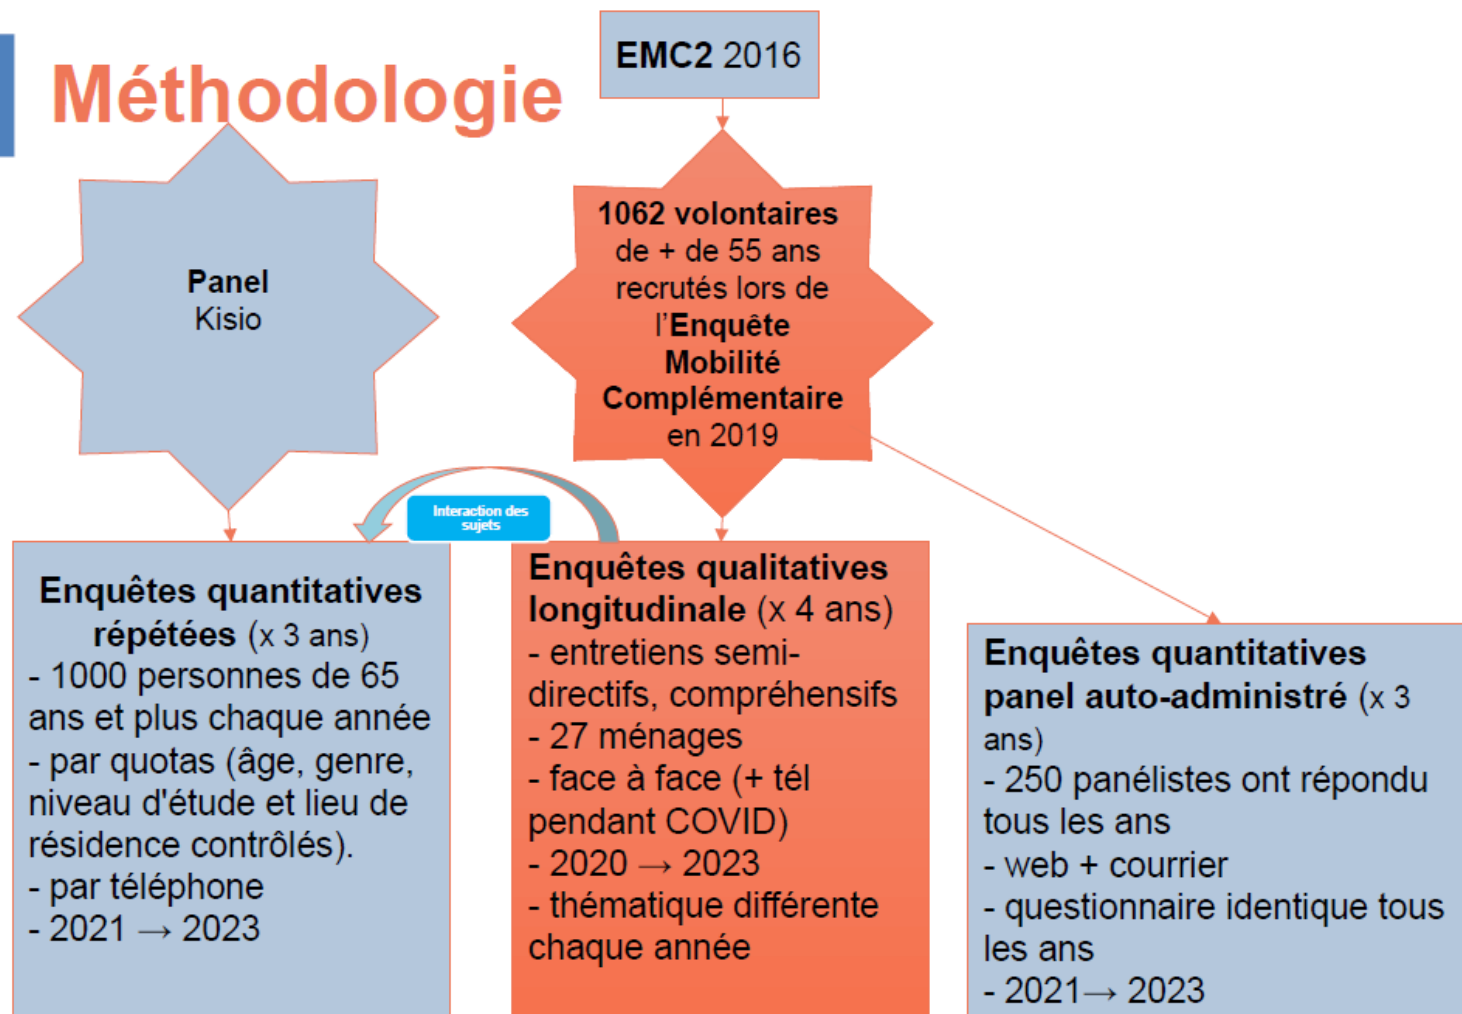 Méthodologie
EMC2 2016
Panel
Kisio
1062 volontaires
de + de 55 ans
recrutés lors de
l'Enquête
Mobilité
Complémentaire
en 2019
Interaction des
sujets
Enquêtes quantitatives
répétées (x 3 ans)
- 1000 personnes de 65
ans et plus chaque année
- par quotas (âge, genre,
niveau d'étude et lieu de
résidence contrôlés).
- par téléphone
- 2021 → 2023
Enquêtes qualitatives
longitudinale (x 4 ans)
- entretiens semi-
directifs, compréhensifs
- 27 ménages
- face à face (+ tél
pendant COVID)
- 2020 → 2023
- thématique différente
chaque année
Enquêtes quantitatives
panel auto-administré (x 3
ans)
- 250 panélistes ont répondu
tous les ans
- web + courrier
- questionnaire identique tous
les ans
- 2021→ 2023